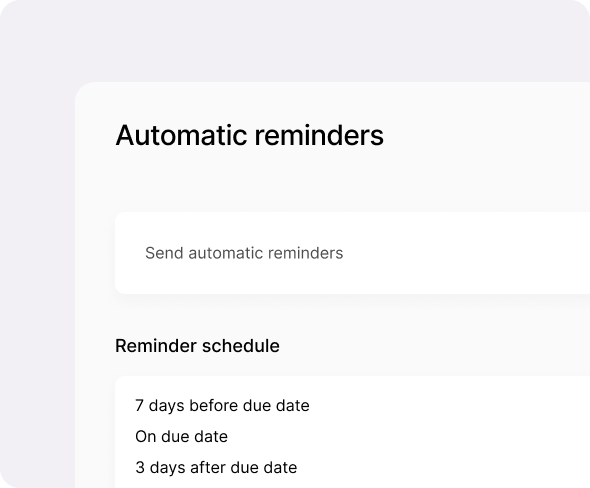 Automatic reminders
Send automatic reminders
Reminder schedule
7 days before due date
On due date
3 days after due date